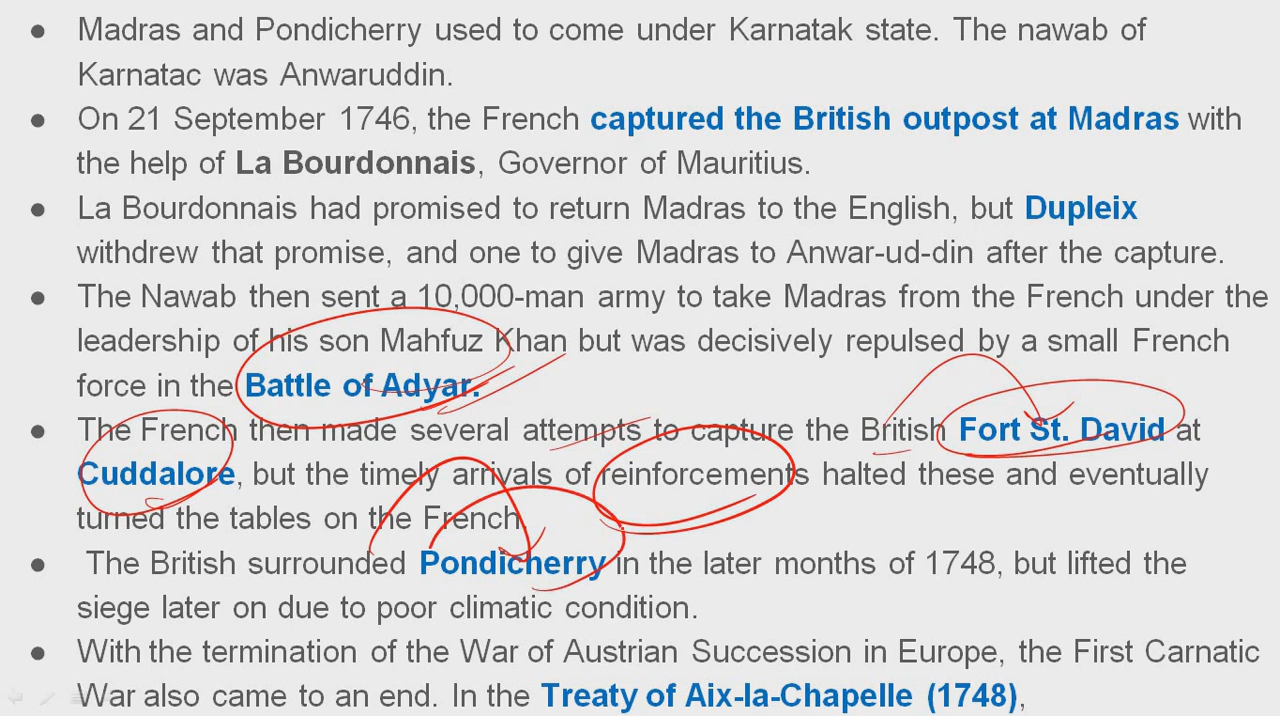 ● Madras and Pondicherry used to come under Karnatak state. The nawab of
Karnatac was Anwaruddin.
● On 21 September 1746, the French captured the British outpost at Madras with
the help of La Bourdonnais, Governor of Mauritius.
● La Bourdonnais had promised to return Madras to the English, but Dupleix
withdrew that promise, and one to give Madras to Anwar-ud-din after the capture.
● The Nawab then sent a 10,000-man army to take Madras from the French under the
leadership of his son Mahfuz Khan but was decisively repulsed by a small French
force in the Battle of Adyar.
● The French then made several attempts to capture the British Fort St. David at
Cuddalore, but the timely arrivals of reinforcements halted these and eventually
turned the tables on the French.
● The British surrounded Pondicherry in the later months of 1748, but lifted the
siege later on due to poor climatic condition.
● With the termination of the War of Austrian Succession in Europe, the First Carnatic
War also came to an end. In the Treaty of Aix-la-Chapelle (1748),